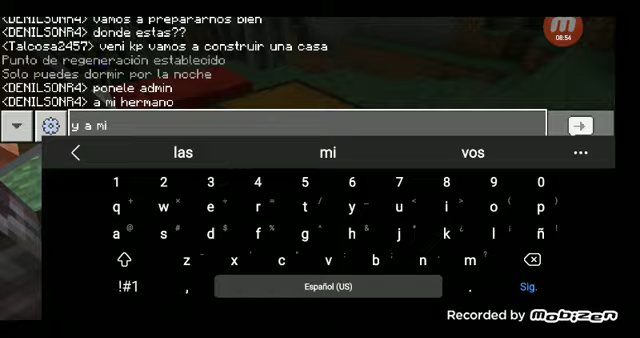 <DENILSONR4> vamos a prepararnos bien
<DENILSONR4> donde estas??
<Talcosa2457> veni kp vamos a construir una casa
Punto de regeneración establecido
Solo puedes dormir por la noche
<DENILSONR4> ponele admin
<DENILSONR4> a mi hermano
08:54
y a mi
las mi vos ...
1 2 3 4 5 6 7 8 9 0
q w e r t y u i o p
a s d f g h j k l ñ
z x c v b n m
!#1 , Español (US) . Sig.
Recorded by mobizen